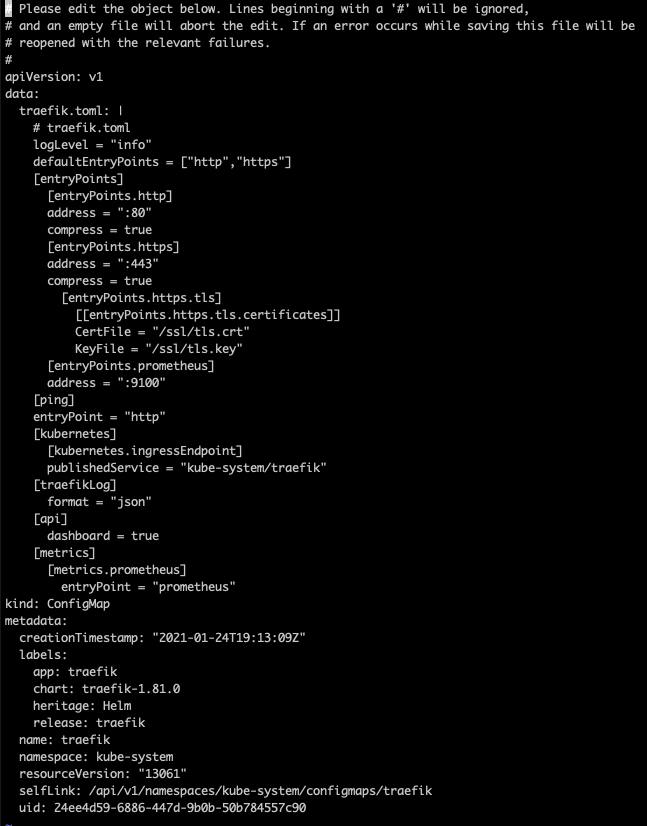 # Please edit the object below. Lines beginning with a '#' will be ignored,
# and an empty file will abort the edit. If an error occurs while saving this file will be
# reopened with the relevant failures.
#
apiVersion: v1
data:
  traefik.toml: |
    # traefik.toml
    logLevel = "info"
    defaultEntryPoints = ["http","https"]
    [entryPoints]
      [entryPoints.http]
      address = ":80"
      compress = true
      [entryPoints.https]
      address = ":443"
      compress = true
        [entryPoints.https.tls]
          [[entryPoints.https.tls.certificates]]
          CertFile = "/ssl/tls.crt"
          KeyFile = "/ssl/tls.key"
      [entryPoints.prometheus]
      address = ":9100"
    [ping]
    entryPoint = "http"
    [kubernetes]
      [kubernetes.ingressEndpoint]
      publishedService = "kube-system/traefik"
    [traefikLog]
      format = "json"
    [api]
      dashboard = true
    [metrics]
      [metrics.prometheus]
        entryPoint = "prometheus"
kind: ConfigMap
metadata:
  creationTimestamp: "2021-01-24T19:13:09Z"
  labels:
    app: traefik
    chart: traefik-1.81.0
    heritage: Helm
    release: traefik
  name: traefik
  namespace: kube-system
  resourceVersion: "13061"
  selfLink: /api/v1/namespaces/kube-system/configmaps/traefik
  uid: 24ee4d59-6886-447d-9b0b-50b784557c90
~